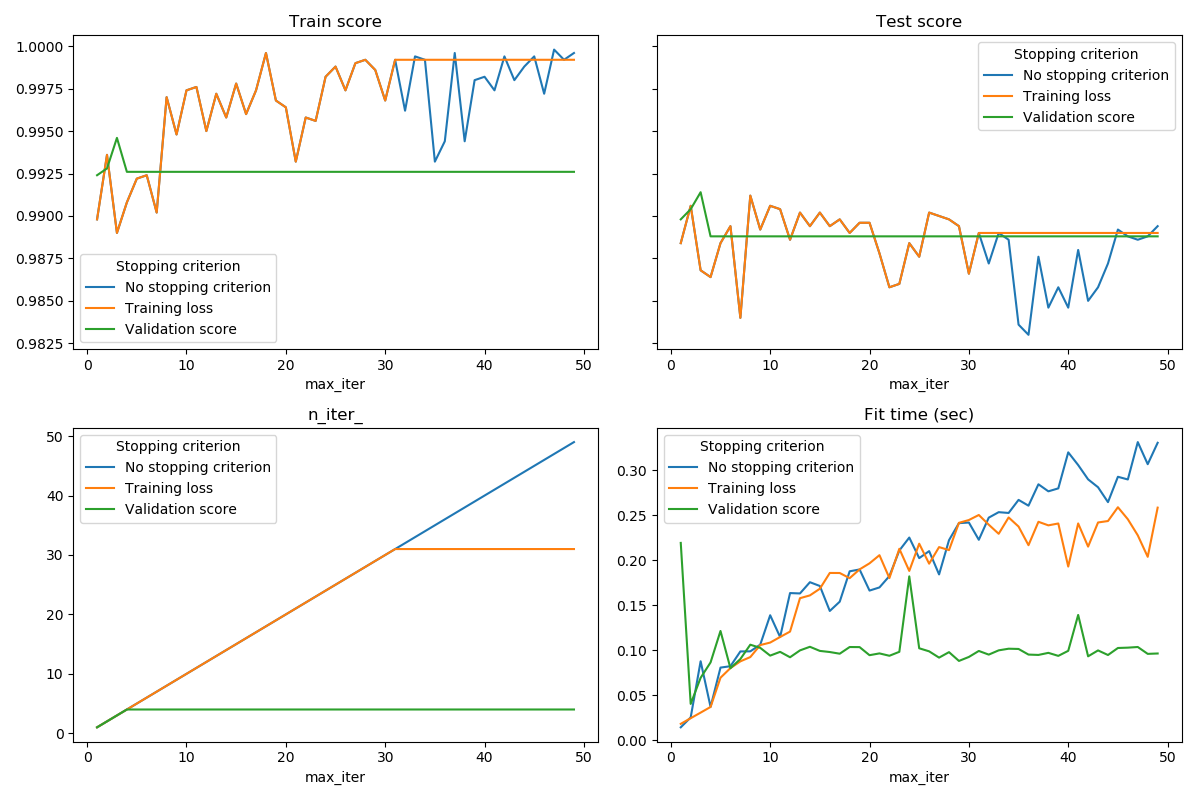 Train score
1.0000
0.9975
0.9950
0.9925
0.9900
0.9875
0.9850
0.9825
Stopping criterion
No stopping criterion
Training loss
Validation score
0 10 20 30 40 50
max_iter
Test score
Stopping criterion
No stopping criterion
Training loss
Validation score
0 10 20 30 40 50
max_iter
n_iter_
50
40
30
20
10
0
Stopping criterion
No stopping criterion
Training loss
Validation score
0 10 20 30 40 50
max_iter
Fit time (sec)
0.30
0.25
0.20
0.15
0.10
0.05
0.00
Stopping criterion
No stopping criterion
Training loss
Validation score
0 10 20 30 40 50
max_iter